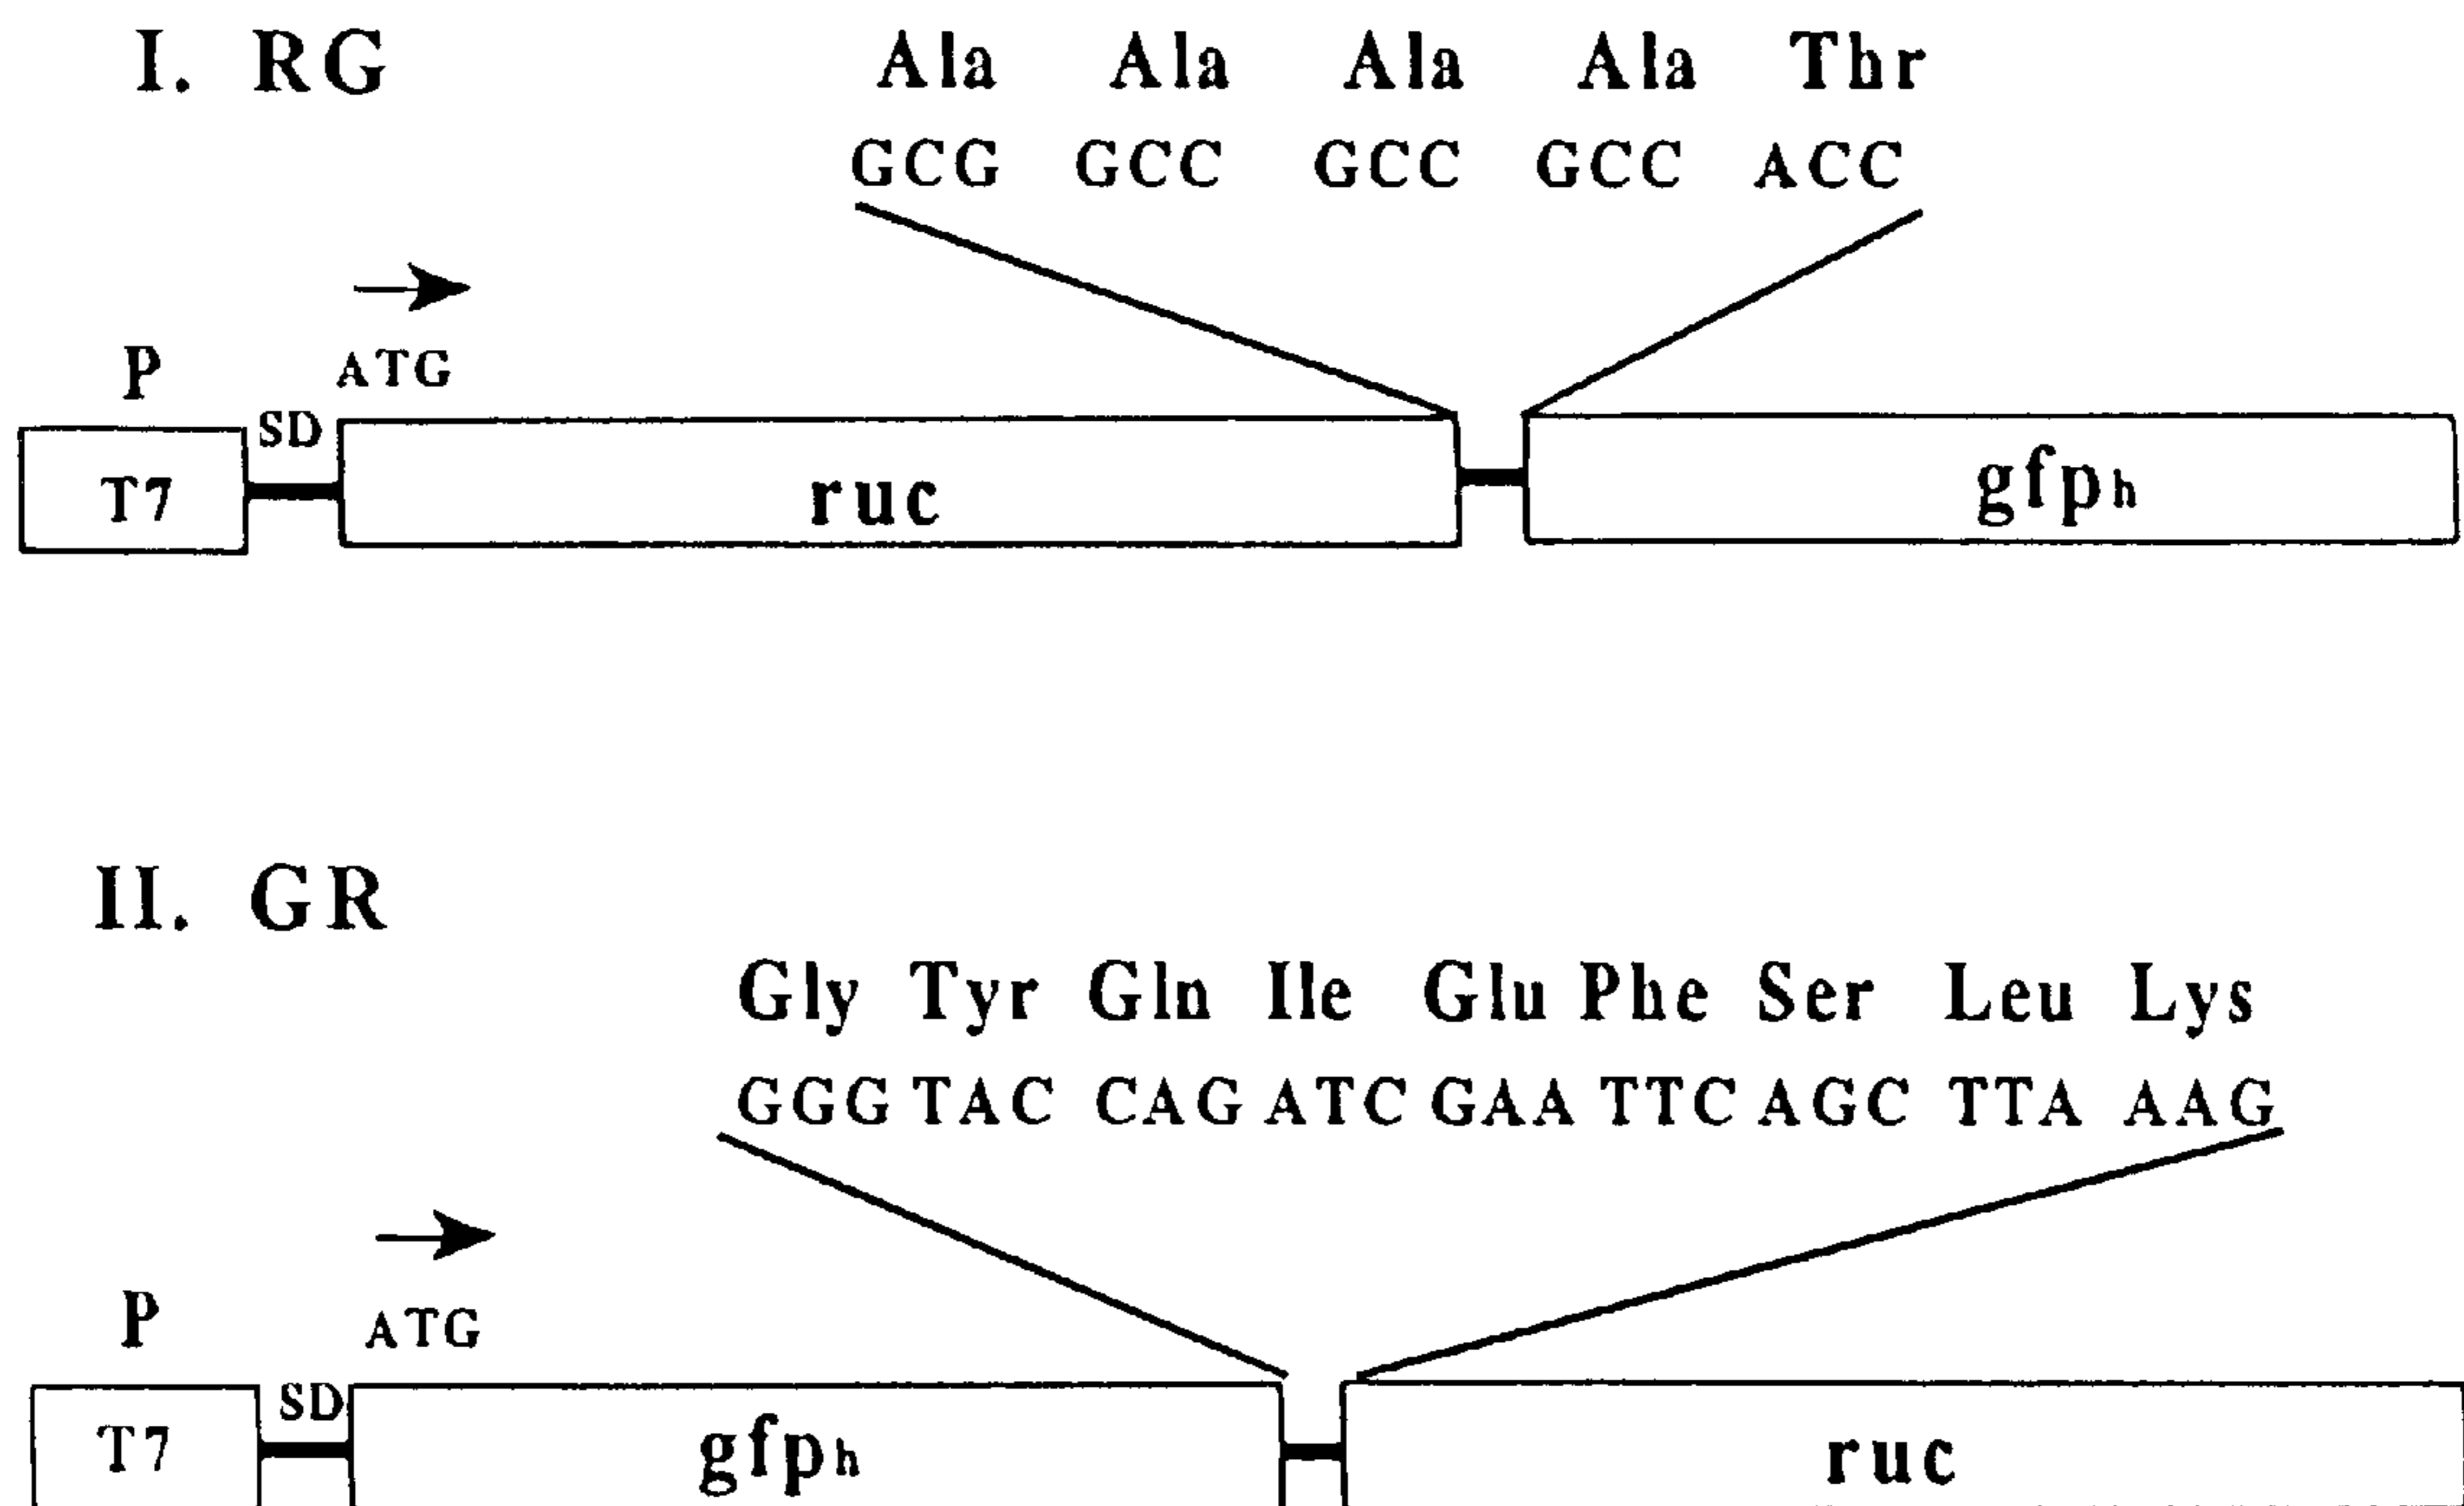 I. RG
Ala Ala Ala Ala Thr
GCG GCC GCC GCC ACC
P
ATG
SD
T7
ruc
gfph
II. GR
Gly Tyr Gln Ile Glu Phe Ser Leu Lys
GGG TAC CAG ATC GAA TTC AGC TTA AAG
P
ATG
SD
T7
gfph
ruc